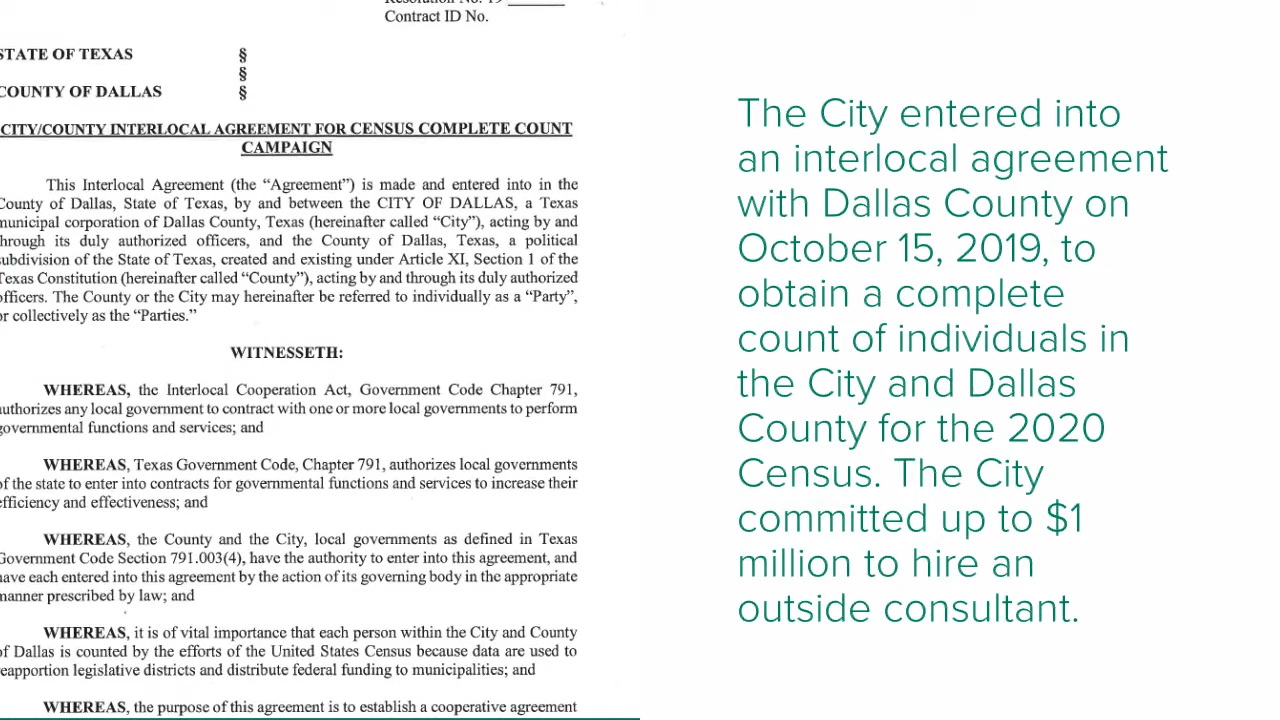 Resolution No. 19
Contract ID No.
STATE OF TEXAS §
§
COUNTY OF DALLAS §
CITY/COUNTY INTERLOCAL AGREEMENT FOR CENSUS COMPLETE COUNT
CAMPAIGN
This Interlocal Agreement (the “Agreement”) is made and entered into in the
County of Dallas, State of Texas, by and between the CITY OF DALLAS, a Texas
municipal corporation of Dallas County, Texas (hereinafter called “City”), acting by and
through its duly authorized officers, and the County of Dallas, Texas, a political
subdivision of the State of Texas, created and existing under Article XI, Section 1 of the
Texas Constitution (hereinafter called “County”), acting by and through its duly authorized
officers. The County or the City may hereinafter be referred to individually as a “Party”,
or collectively as the “Parties.”
WITNESSETH:
WHEREAS, the Interlocal Cooperation Act, Government Code Chapter 791,
authorizes any local government to contract with one or more local governments to perform
governmental functions and services; and
WHEREAS, Texas Government Code, Chapter 791, authorizes local governments
of the state to enter into contracts for governmental functions and services to increase their
efficiency and effectiveness; and
WHEREAS, the County and the City, local governments as defined in Texas
Government Code Section 791.003(4), have the authority to enter into this agreement, and
have each entered into this agreement by the action of its governing body in the appropriate
manner prescribed by law; and
WHEREAS, it is of vital importance that each person within the City and County
of Dallas is counted by the efforts of the United States Census because data are used to
reapportion legislative districts and distribute federal funding to municipalities; and
WHEREAS, the purpose of this agreement is to establish a cooperative agreement
The City entered into
an interlocal agreement
with Dallas County on
October 15, 2019, to
obtain a complete
count of individuals in
the City and Dallas
County for the 2020
Census. The City
committed up to $1
million to hire an
outside consultant.